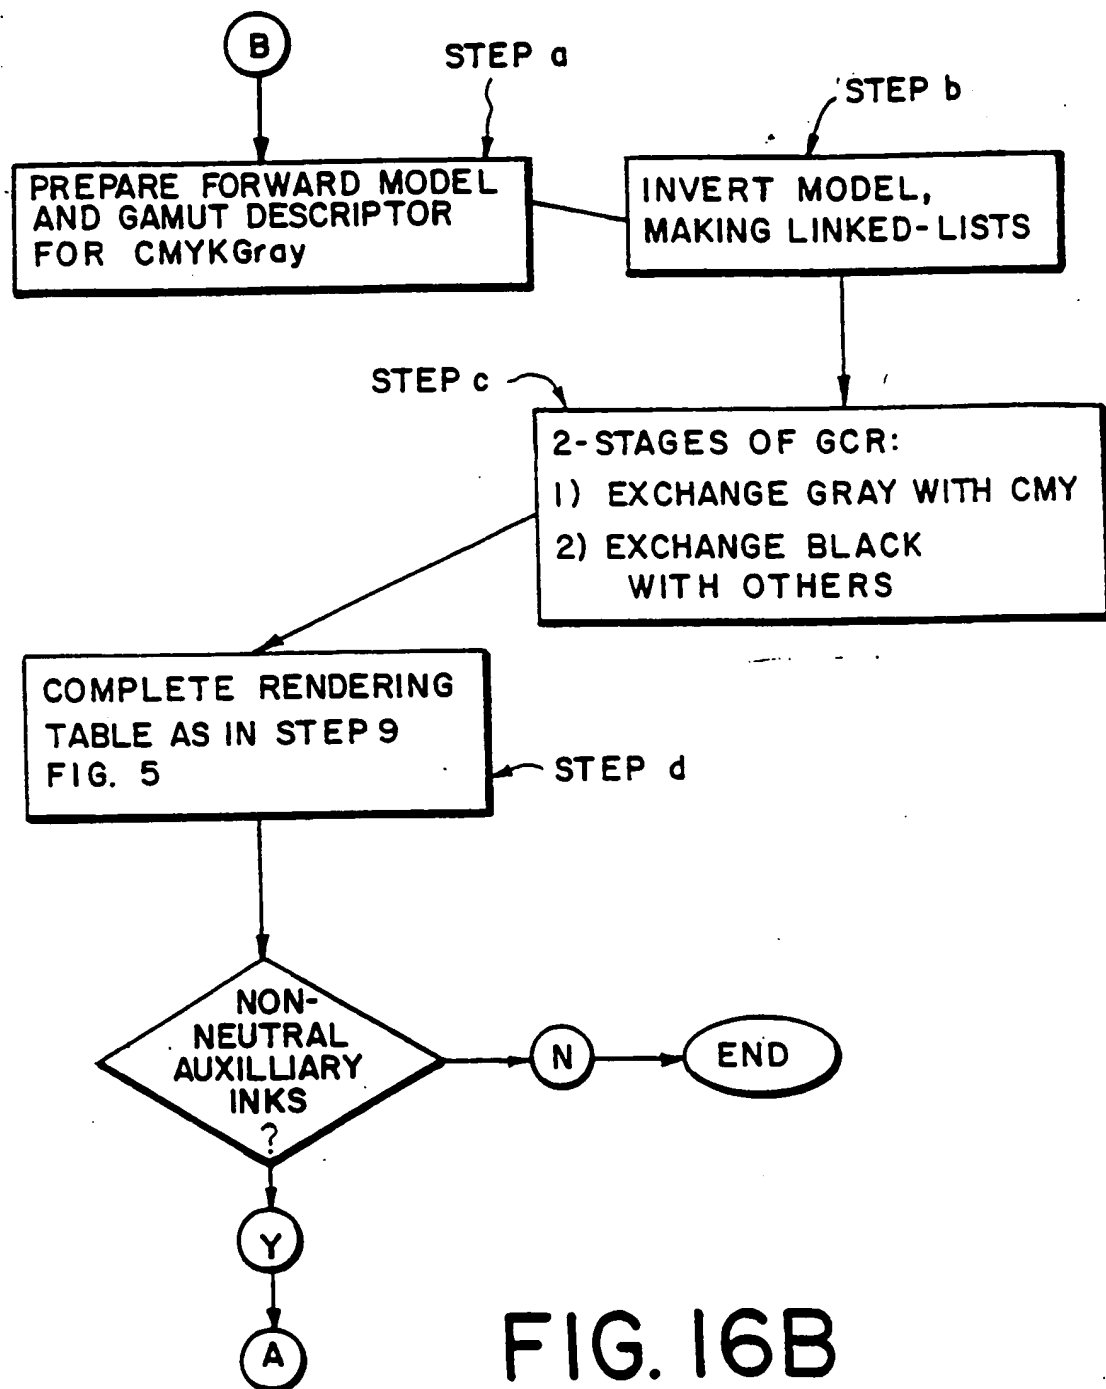 B
STEP a
STEP b
PREPARE FORWARD MODEL
AND GAMUT DESCRIPTOR
FOR CMYKGray
INVERT MODEL,
MAKING LINKED-LISTS
STEP c
2-STAGES OF GCR:
1) EXCHANGE GRAY WITH CMY
2) EXCHANGE BLACK
WITH OTHERS
COMPLETE RENDERING
TABLE AS IN STEP 9
FIG. 5
STEP d
NON-
NEUTRAL
AUXILLIARY
INKS
?
N
END
Y
A
FIG. 16B